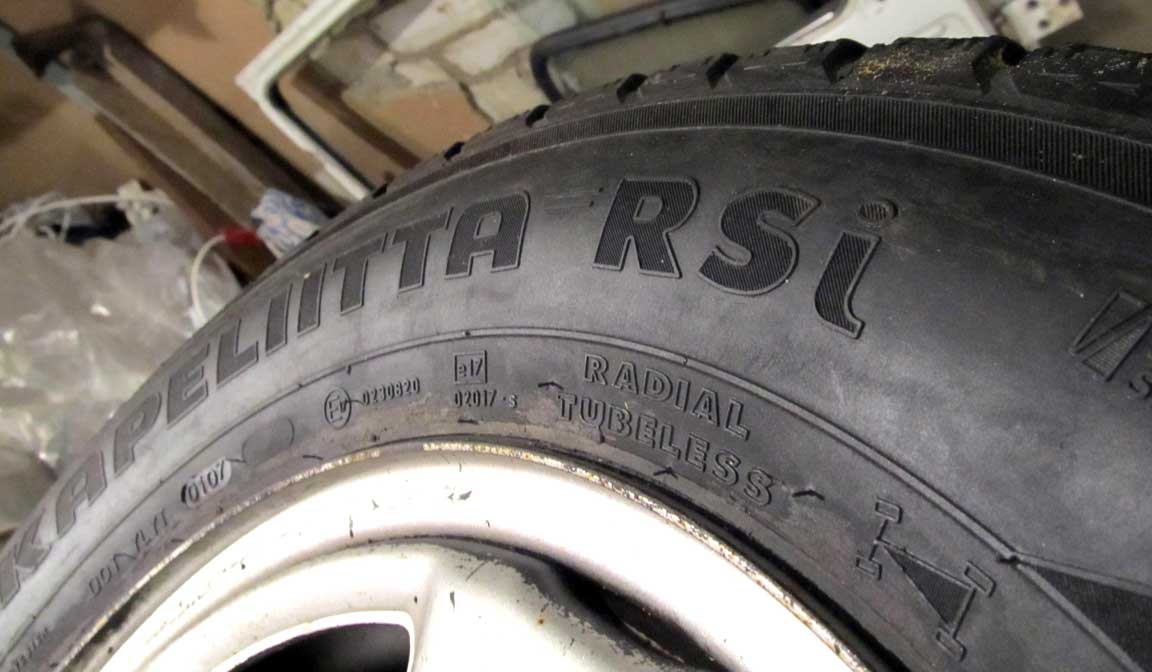 KAPELIITTA RSi
0230820
e17
02017 -S
RADIAL
TUBELESS
0107